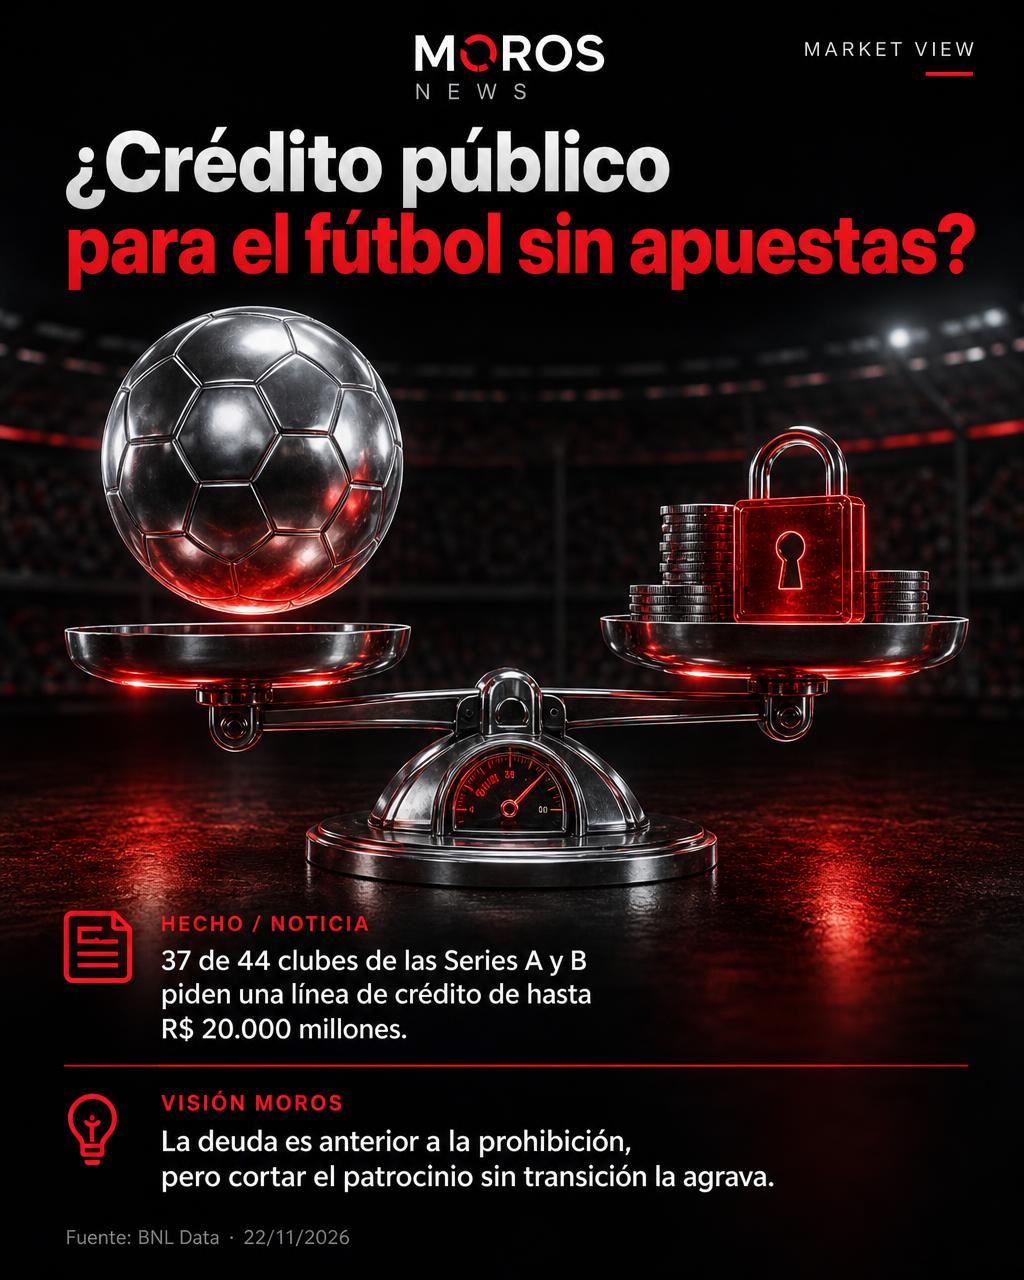 MOROS
NEWS
MARKET VIEW
¿Crédito público
para el fútbol sin apuestas?
HECHO / NOTICIA
37 de 44 clubes de las Series A y B
piden una línea de crédito de hasta
R$ 20.000 millones.
VISIÓN MOROS
La deuda es anterior a la prohibición,
pero cortar el patrocinio sin transición la agrava.
Fuente: BNL Data · 22/11/2026